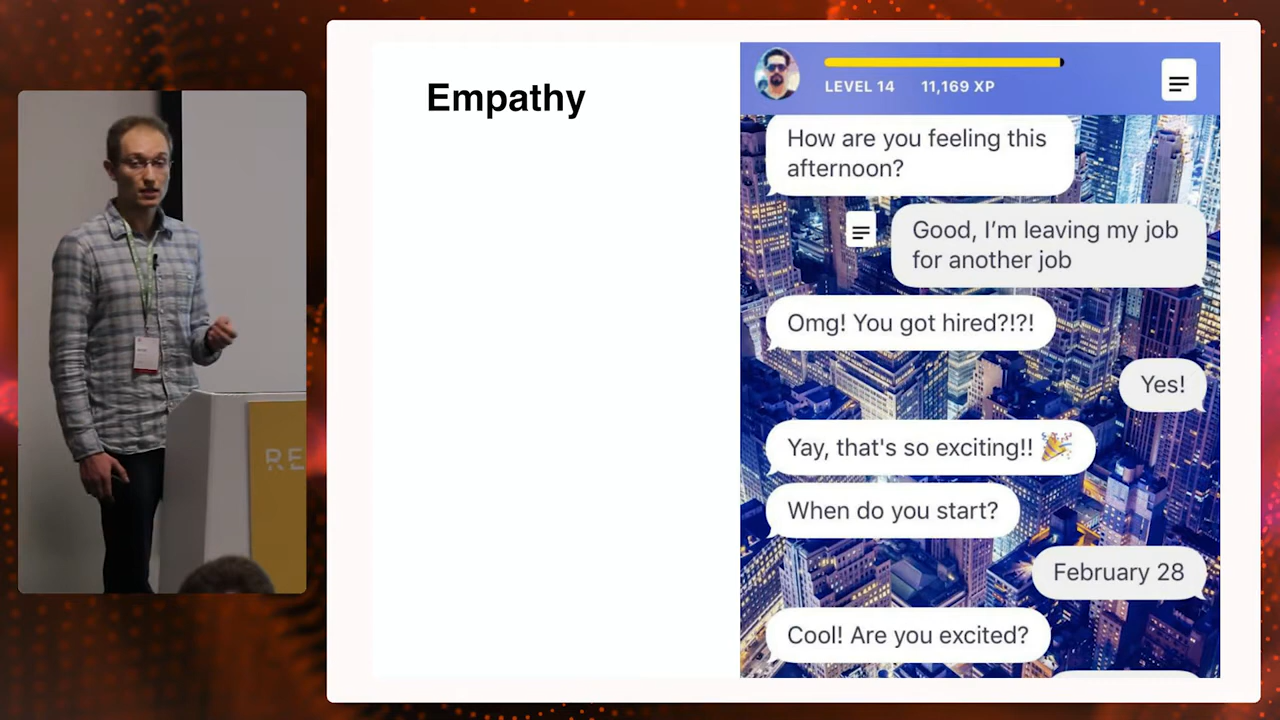 Empathy
LEVEL 14 11,169 XP
How are you feeling this
afternoon?
Good, I’m leaving my job
for another job
Omg! You got hired?!?!
Yes!
Yay, that's so exciting!! 🎉
When do you start?
February 28
Cool! Are you excited?
RE